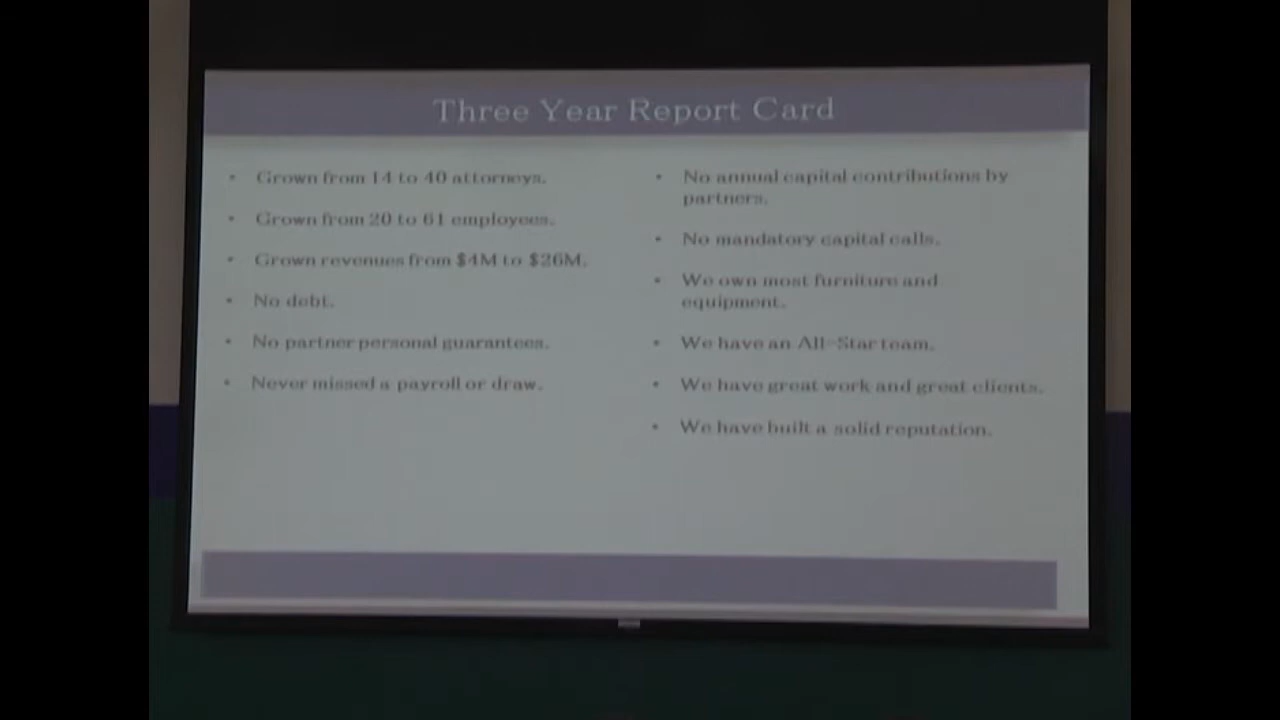 Three Year Report Card
• Grown from 14 to 40 attorneys.
• Grown from 20 to 61 employees.
• Grown revenues from $4M to $26M.
• No debt.
• No partner personal guarantees.
• Never missed a payroll or draw.
• No annual capital contributions by
partners.
• No mandatory capital calls.
• We own most furniture and
equipment.
• We have an All-Star team.
• We have great work and great clients.
• We have built a solid reputation.